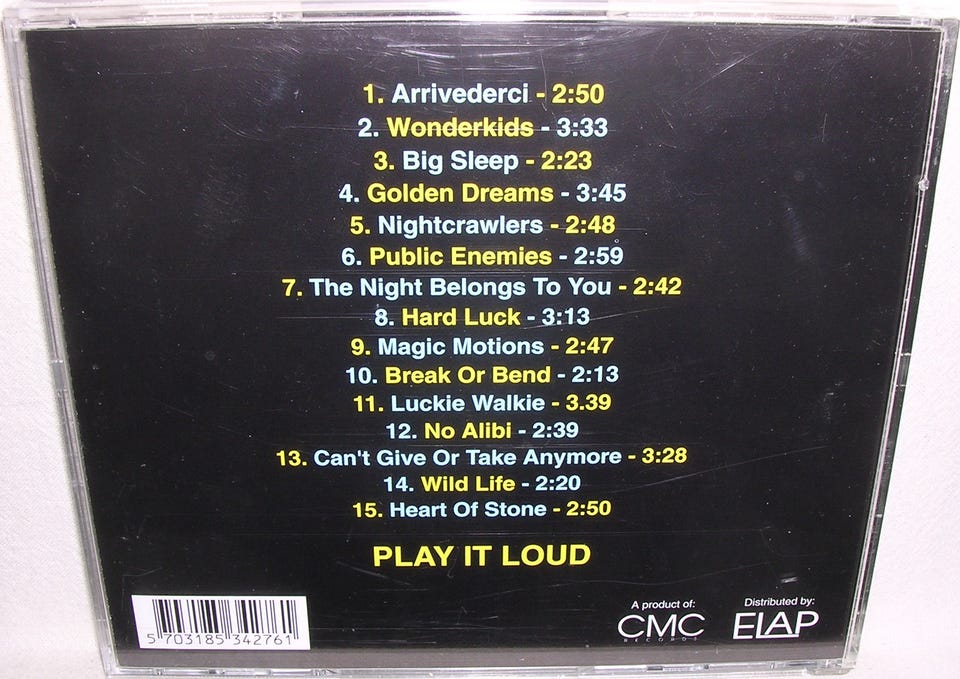 1. Arrivederci - 2:50
2. Wonderkids - 3:33
3. Big Sleep - 2:23
4. Golden Dreams - 3:45
5. Nightcrawlers - 2:48
6. Public Enemies - 2:59
7. The Night Belongs To You - 2:42
8. Hard Luck - 3:13
9. Magic Motions - 2:47
10. Break Or Bend - 2:13
11. Luckie Walkie - 3.39
12. No Alibi - 2:39
13. Can't Give Or Take Anymore - 3:28
14. Wild Life - 2:20
15. Heart Of Stone - 2:50
PLAY IT LOUD
5 703185 342761
A product of:
CMC
RECORDS
Distributed by:
ELAP